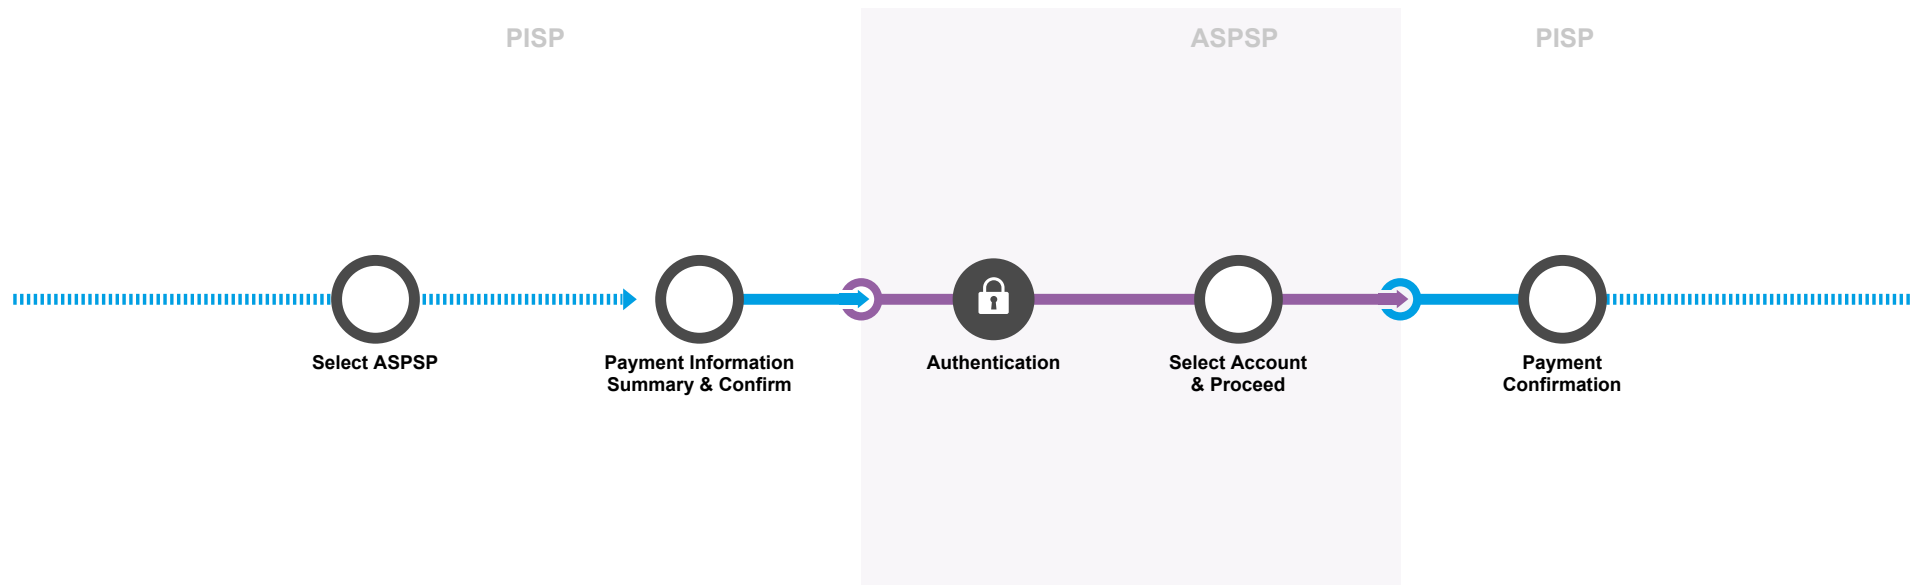 PISP
ASPSP
PISP
Select ASPSP
Payment Information
Summary & Confirm
Authentication
Select Account
& Proceed
Payment
Confirmation